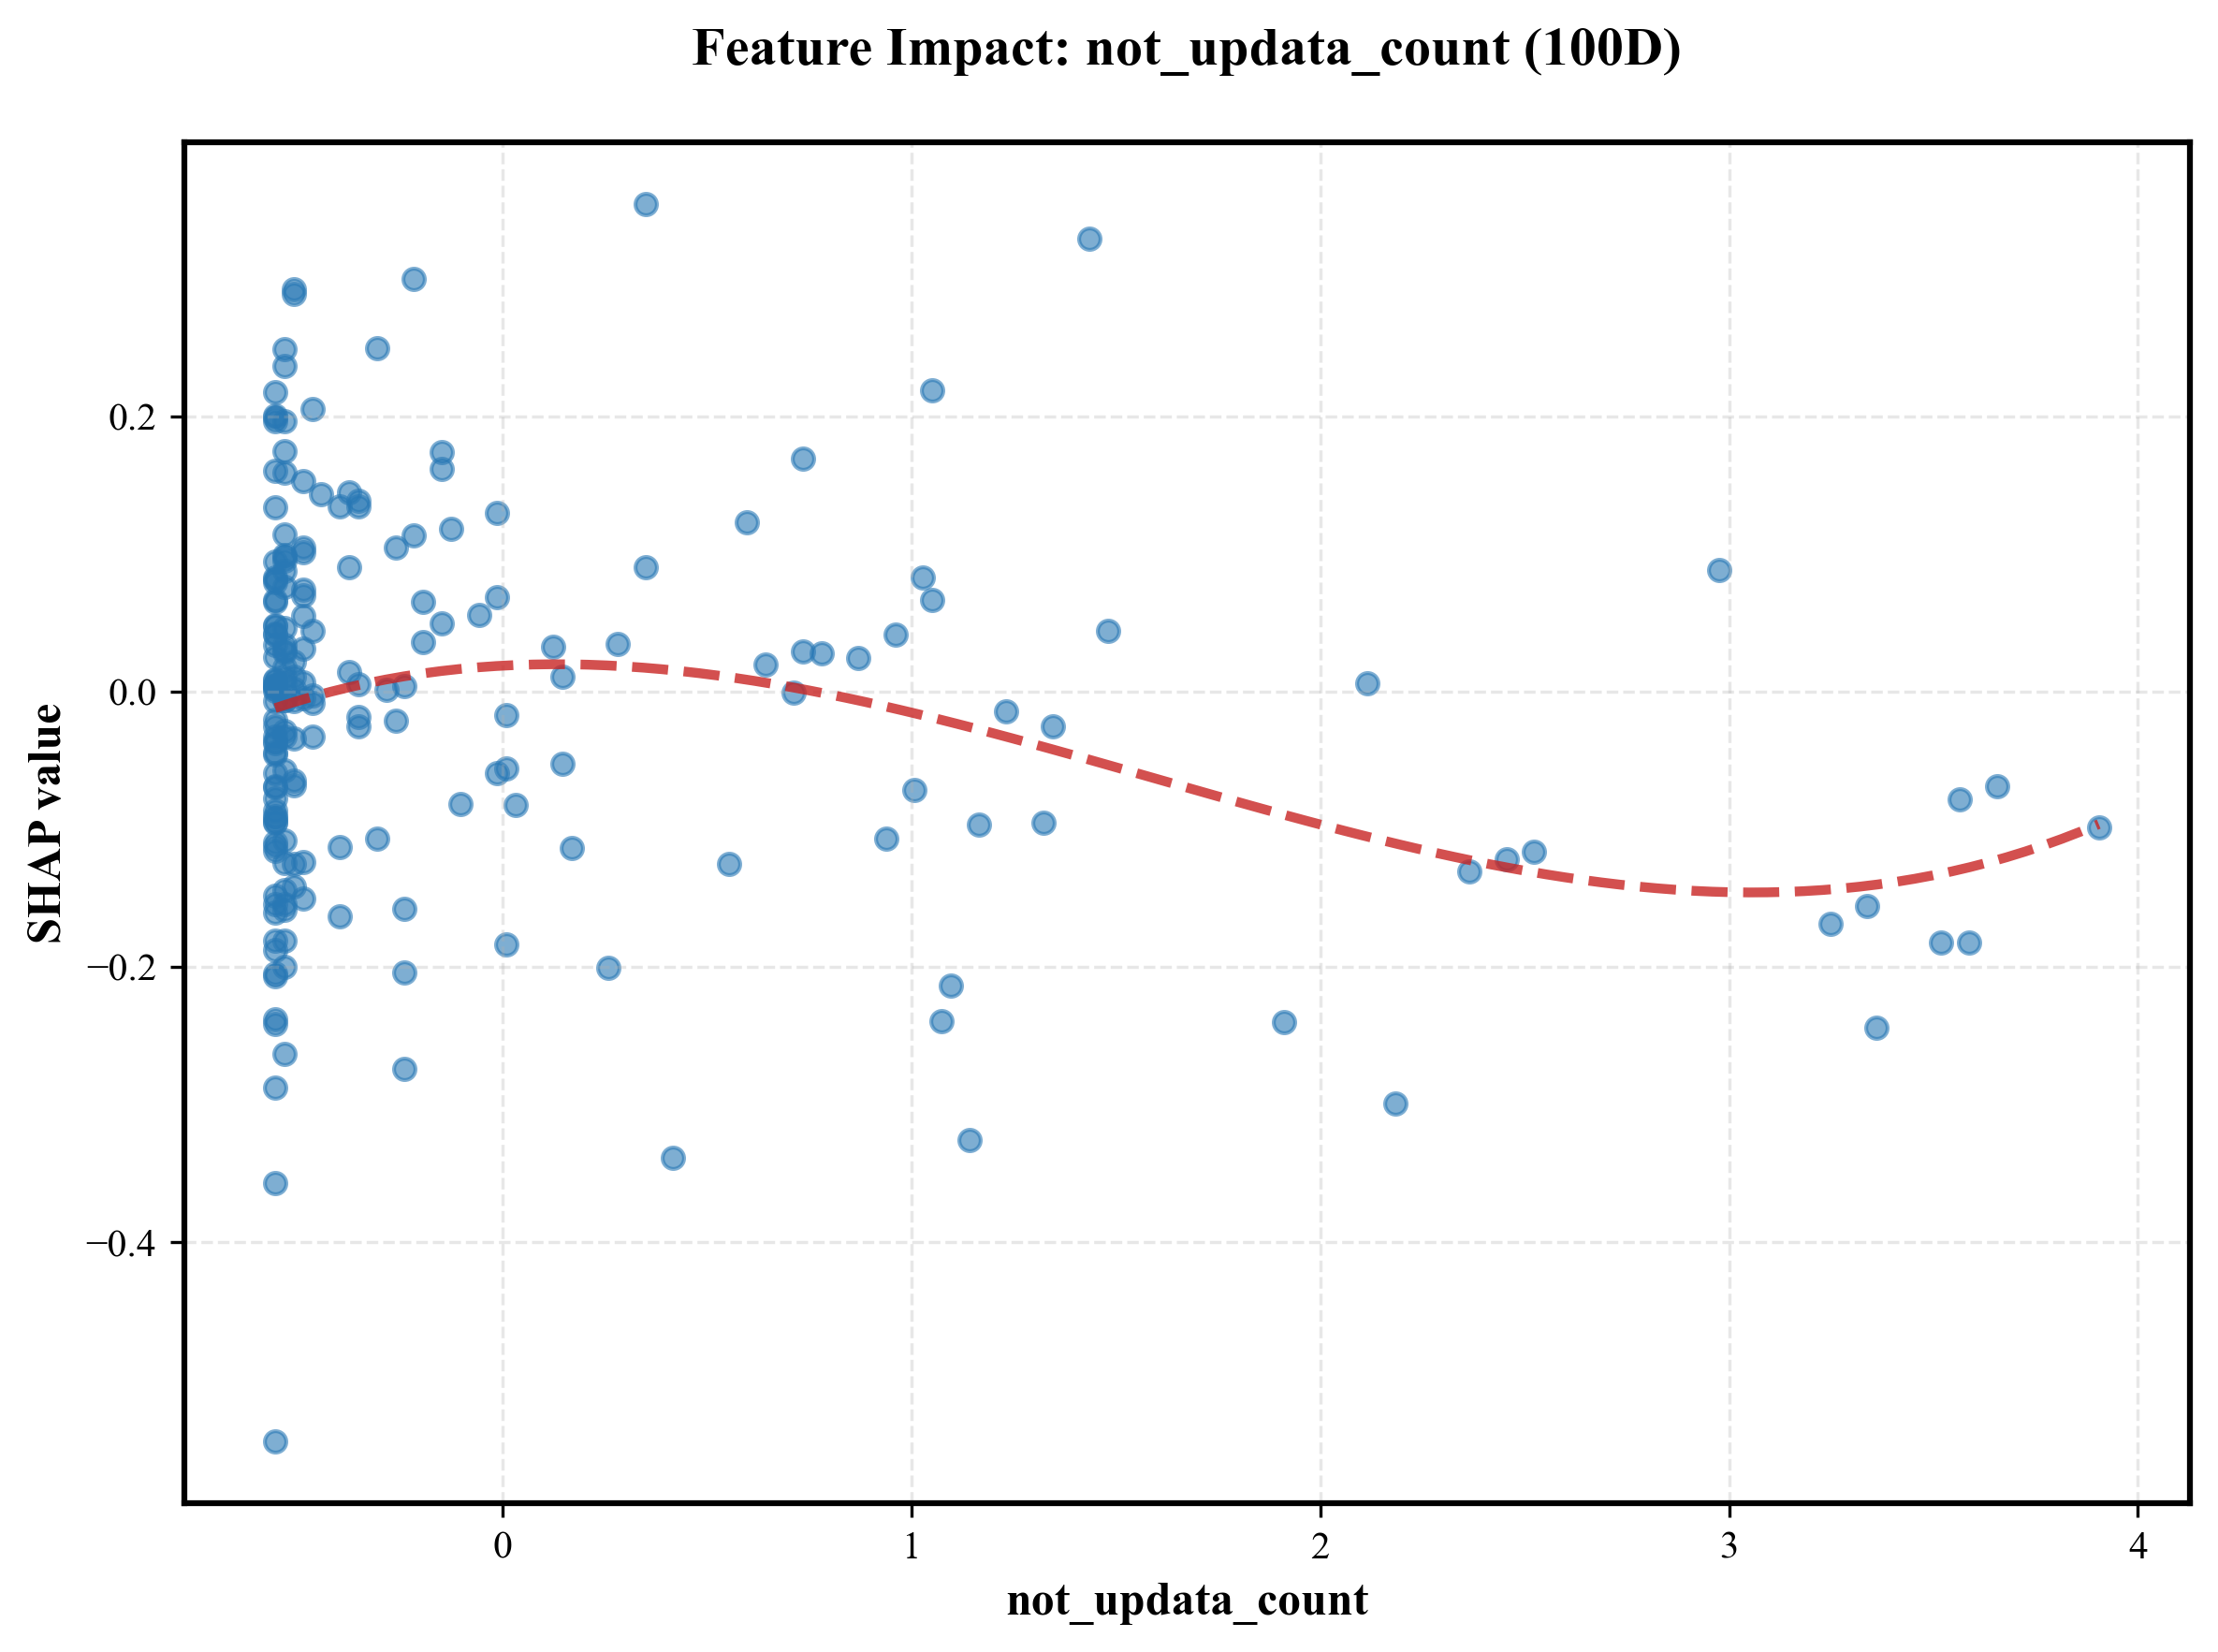 Feature Impact: not_updata_count (100D)
SHAP value
0.2
0.0
−0.2
−0.4
0 1 2 3 4
not_updata_count